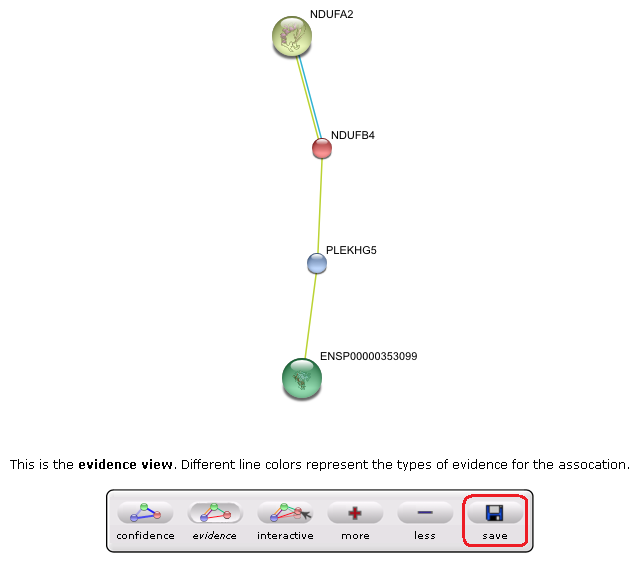 NDUFA2
NDUFB4
PLEKHG5
ENSP00000353099
This is the evidence view. Different line colors represent the types of evidence for the assocation.
confidence evidence interactive more less save